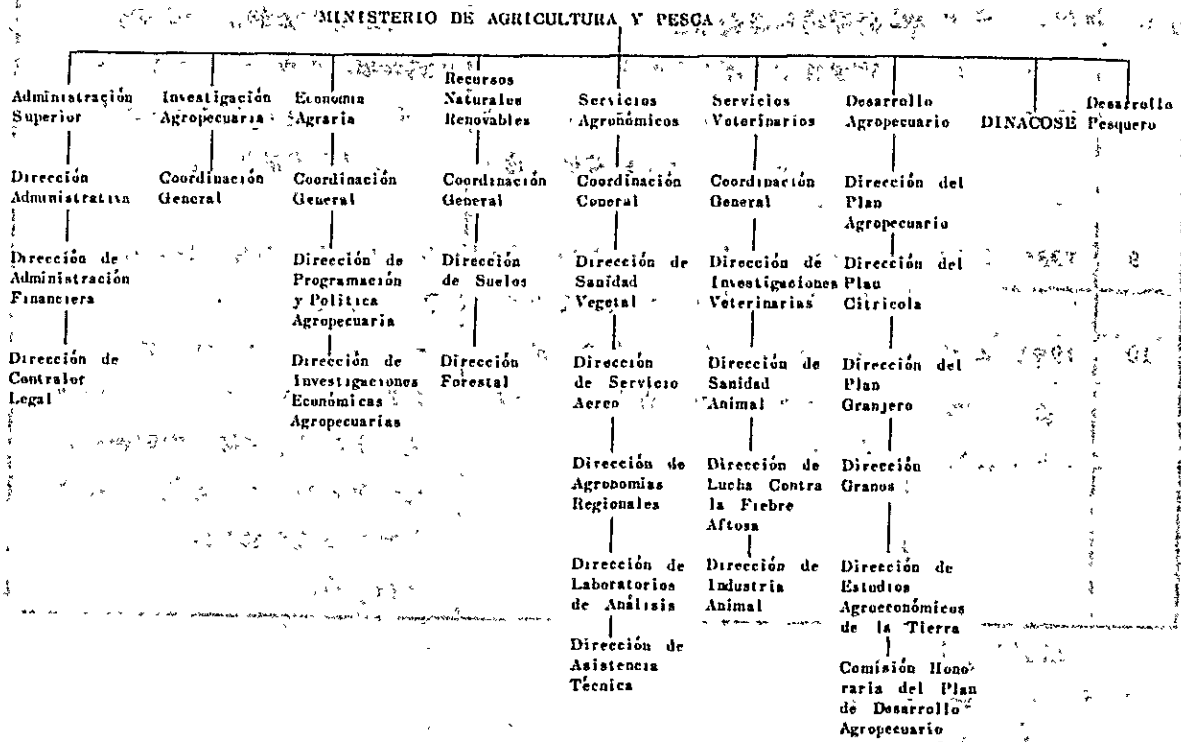 MINISTERIO DE AGRICULTURA Y PESCA
Administración
Superior
Dirección
Administrativa
Dirección de
Administración
Financiera
Dirección de
Contralor
Legal
Investigación
Agropecuaria
Coordinación
General
Economía
Agraria
Coordinación
General
Dirección de
Programación
y Política
Agropecuaria
Dirección de
Investigaciones
Económicas
Agropecuarias
Recursos
Naturales
Renovables
Coordinación
General
Dirección
de Suelos
Dirección
Forestal
Servicios
Agronómicos
Coordinación
General
Dirección de
Sanidad
Vegetal
Dirección
de Servicio
Aereo
Dirección de
Agronomías
Regionales
Dirección de
Laboratorios
de Análisis
Dirección de
Asistencia
Técnica
Servicios
Veterinarios
Coordinación
General
Dirección de
Investigaciones
Veterinarias
Dirección de
Sanidad
Animal
Dirección de
Lucha Contra
la Fiebre
Aftosa
Dirección de
Industria
Animal
Desarrollo
Agropecuario
Dirección del
Plan
Agropecuario
Dirección del
Plan
Citrícola
Dirección del
Plan
Granjero
Dirección
Granos
Dirección de
Estudios
Agroeconómicos
de la Tierra
Comisión Hono-
raria del Plan
de Desarrollo
Agropecuario
DINACOSE
Desarrollo
Pesquero